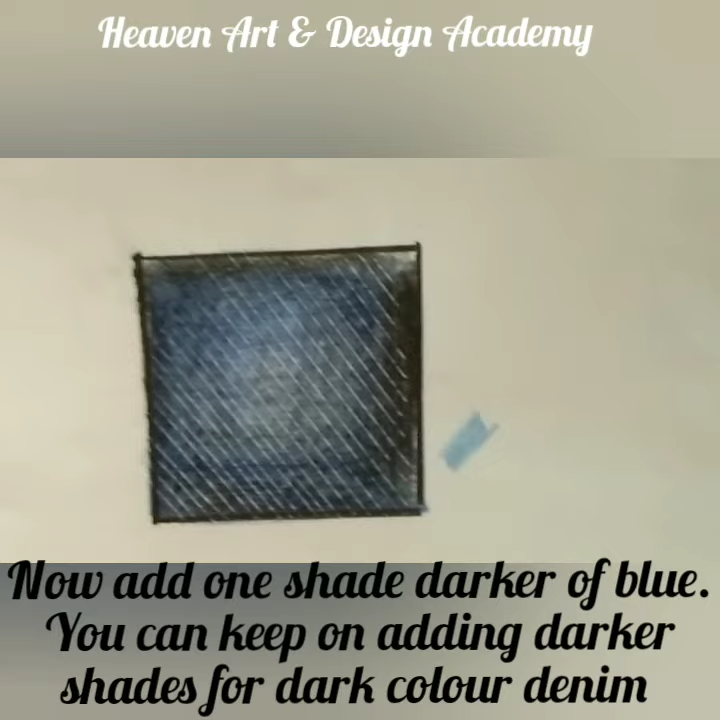 Heaven Art & Design Academy
Now add one shade darker of blue.
You can keep on adding darker
shades for dark colour denim